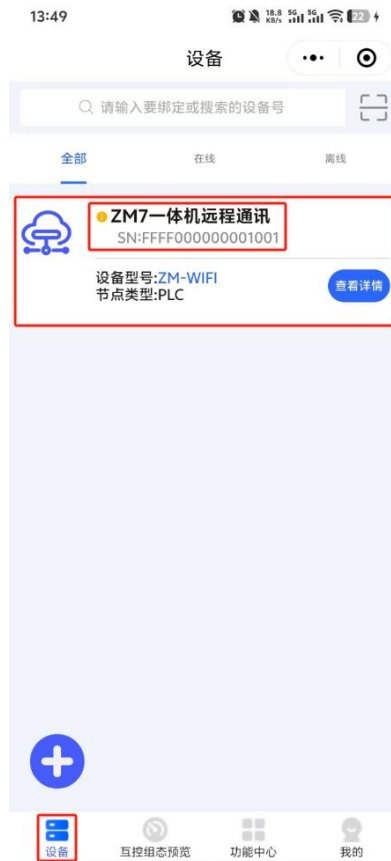 13:49
18.8 KB/s 5G 5G 22
设备
请输入要绑定或搜索的设备号
全部 在线 离线
ZM7一体机远程通讯
SN:FFFF000000001001
设备型号:ZM-WIFI
节点类型:PLC
查看详情
设备 互控组态预览 功能中心 我的